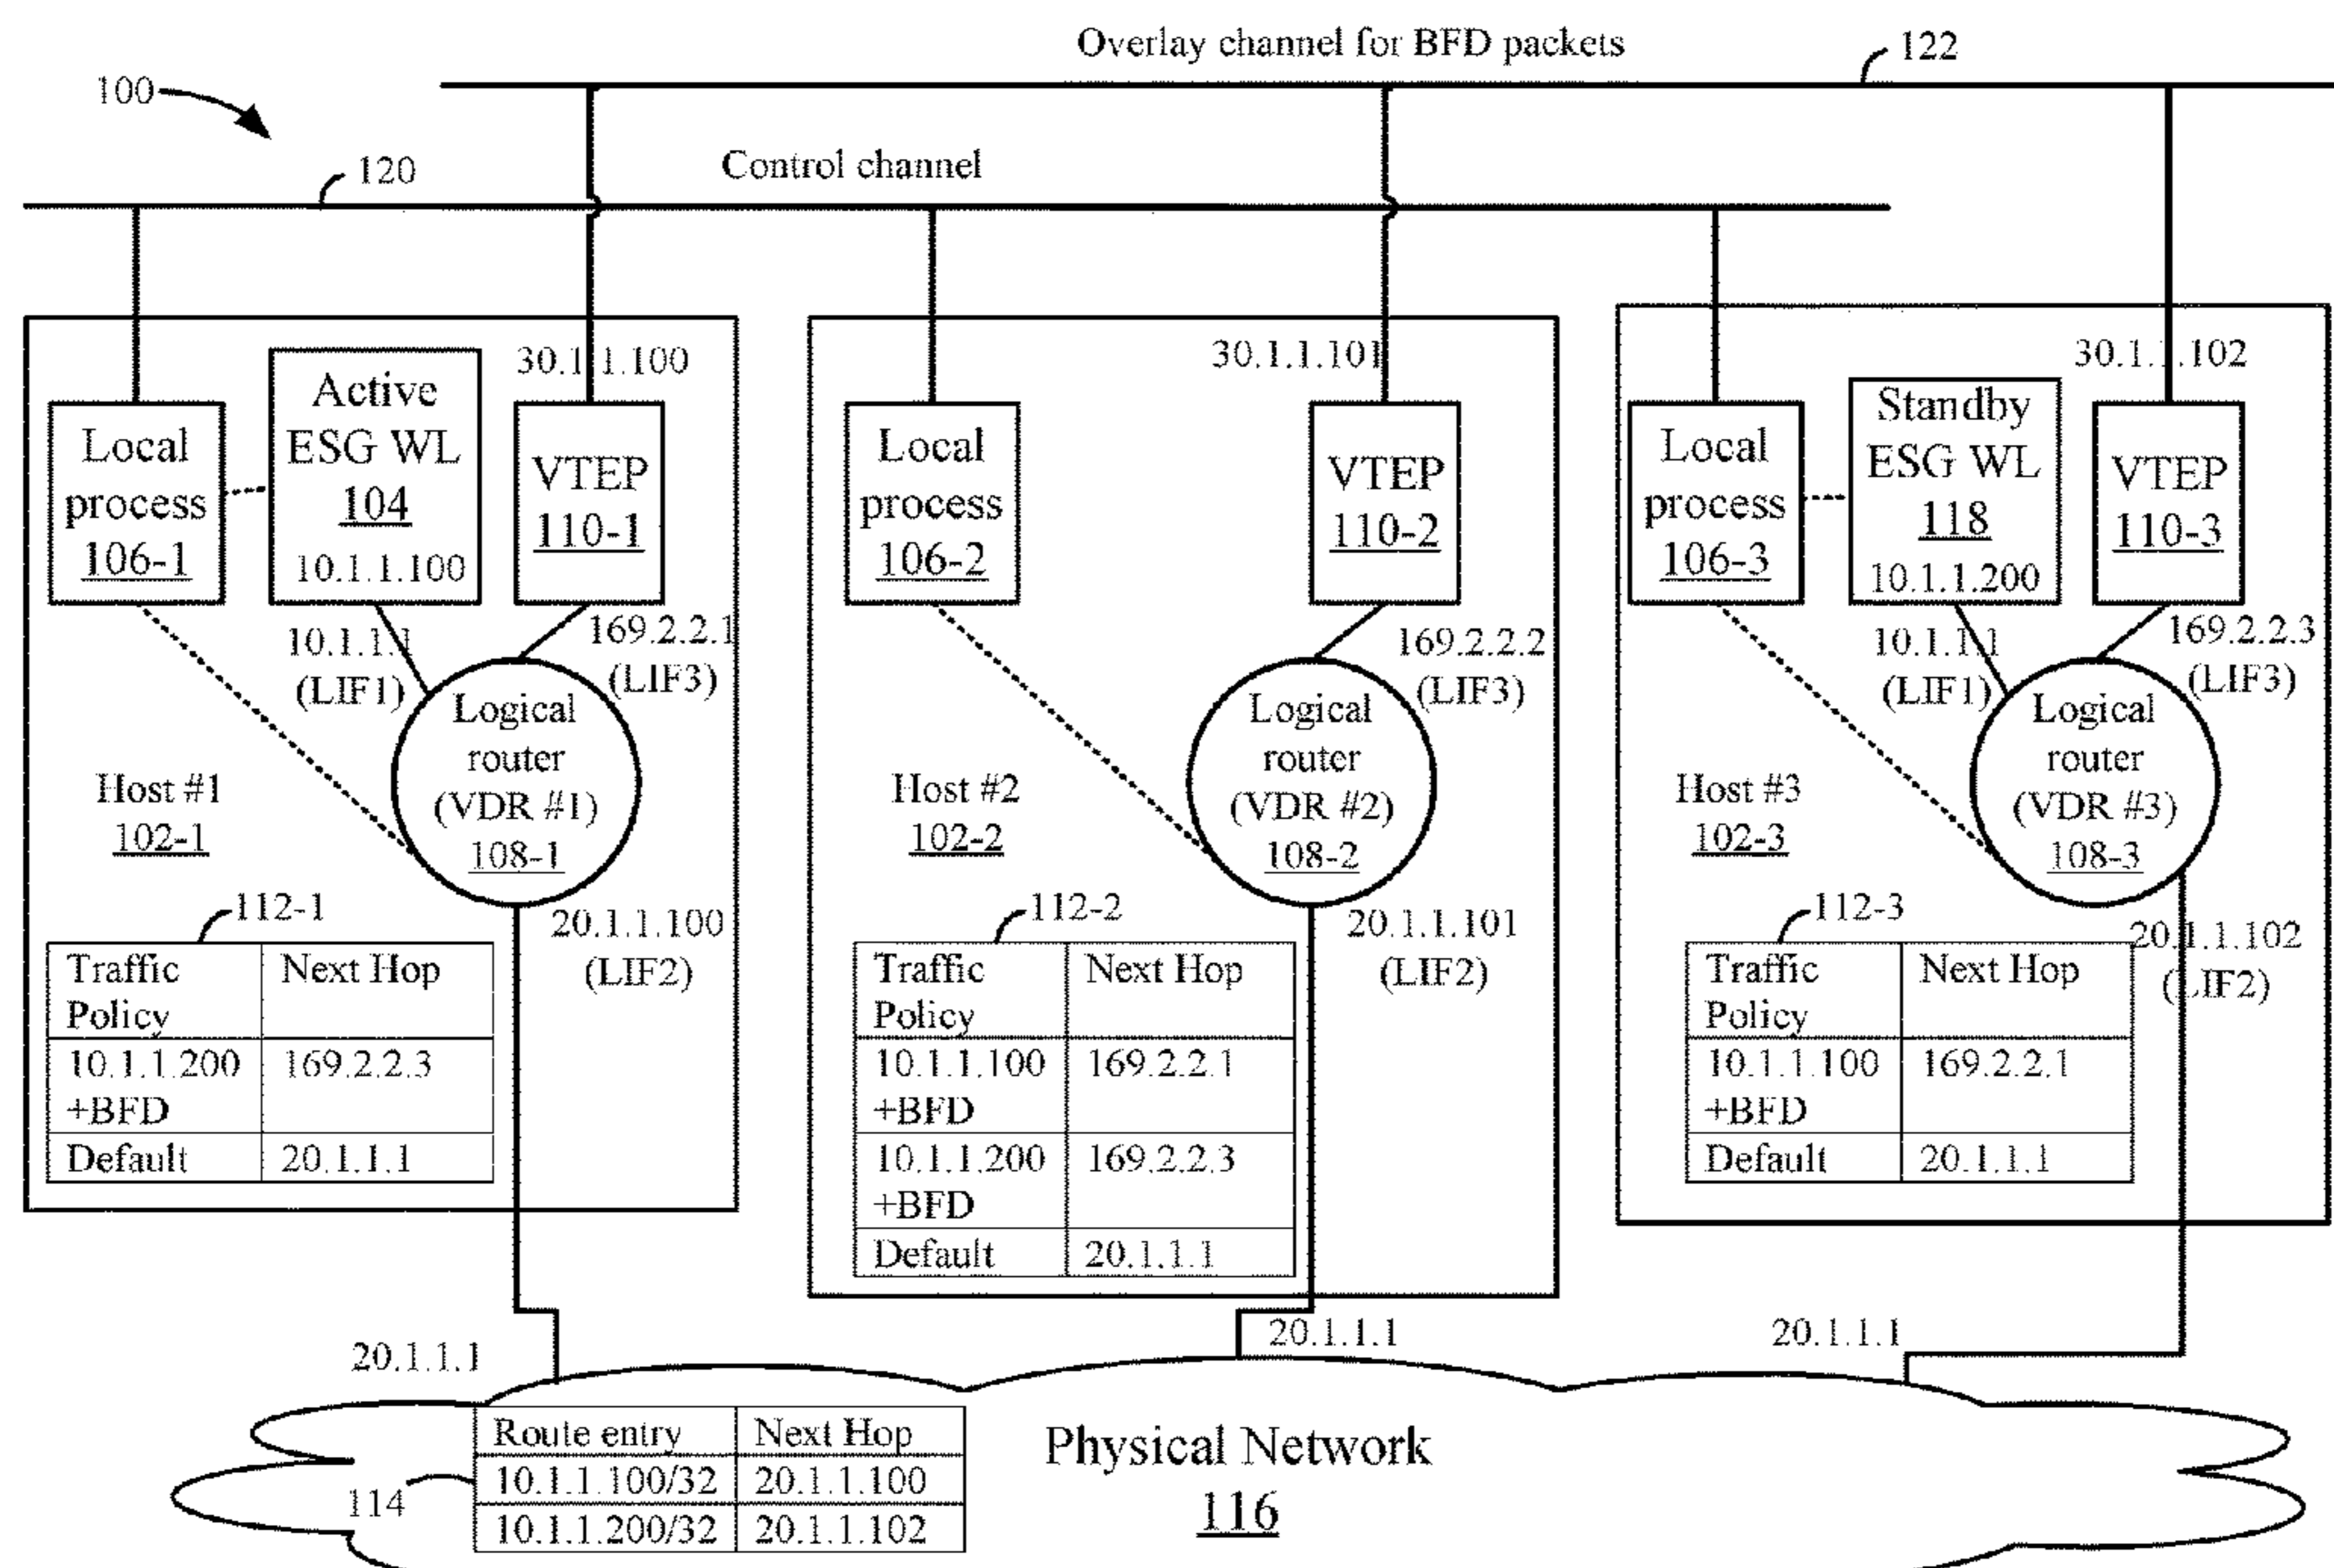 Overlay channel for BFD packets
122
100
120
Control channel
30.1.1.100
Active
ESG WL
104
10.1.1.100
Local
process
106-1
VTEP
110-1
10.1.1.1
(LIF1)
169.2.2.1
(LIF3)
Logical
router
(VDR #1)
108-1
Host #1
102-1
112-1
20.1.1.100
(LIF2)
Traffic Policy Next Hop
10.1.1.200 +BFD 169.2.2.3
Default 20.1.1.1
30.1.1.101
Local
process
106-2
VTEP
110-2
169.2.2.2
(LIF3)
Logical
router
(VDR #2)
108-2
Host #2
102-2
112-2
20.1.1.101
(LIF2)
Traffic Policy Next Hop
10.1.1.100 +BFD 169.2.2.1
10.1.1.200 +BFD 169.2.2.3
Default 20.1.1.1
30.1.1.102
Local
process
106-3
Standby
ESG WL
118
10.1.1.200
VTEP
110-3
10.1.1.1
(LIF1)
169.2.2.3
(LIF3)
Logical
router
(VDR #3)
108-3
Host #3
102-3
112-3
20.1.1.102
(LIF2)
Traffic Policy Next Hop
10.1.1.100 +BFD 169.2.2.1
Default 20.1.1.1
20.1.1.1
20.1.1.1
20.1.1.1
Route entry Next Hop
10.1.1.100/32 20.1.1.100
10.1.1.200/32 20.1.1.102
114
Physical Network
116